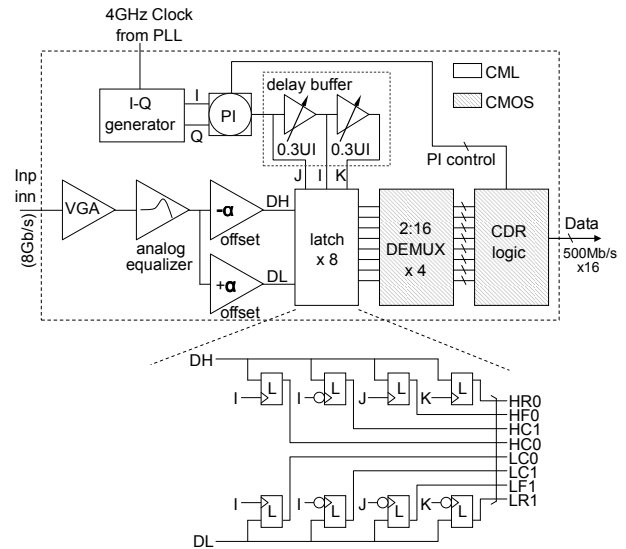 4GHz Clock
from PLL
CML
CMOS
delay buffer
I-Q
generator
I
Q
PI
0.3UI
0.3UI
PI control
J
I
K
Inp
inn
(8Gb/s)
VGA
analog
equalizer
-α
offset
DH
+α
offset
DL
latch
x 8
2:16
DEMUX
x 4
CDR
logic
Data
500Mb/s
x16
DH
L
L
L
L
I
I
J
K
HR0
HF0
HC1
HC0
LC0
LC1
LF1
LR1
I
I
J
K
L
L
L
L
DL